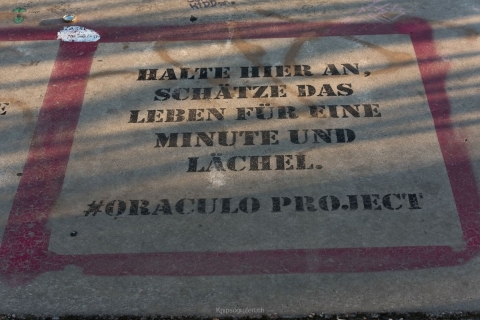 HALTE HIER AN,
SCHÄTZE DAS
LEBEN FÜR EINE
MINUTE UND
LÄCHEL.
#ORACULO PROJECT